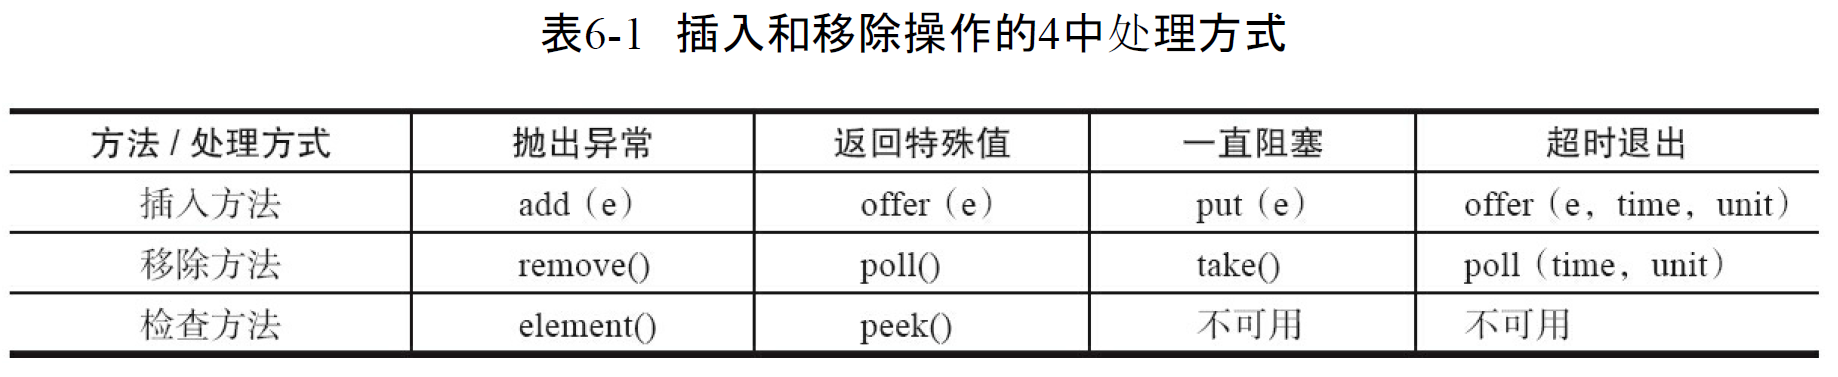 表6-1 插入和移除操作的4中处理方式
方法 / 处理方式 抛出异常 返回特殊值 一直阻塞 超时退出
插入方法 add（e） offer（e） put（e） offer（e，time，unit）
移除方法 remove() poll() take() poll（time，unit）
检查方法 element() peek() 不可用 不可用